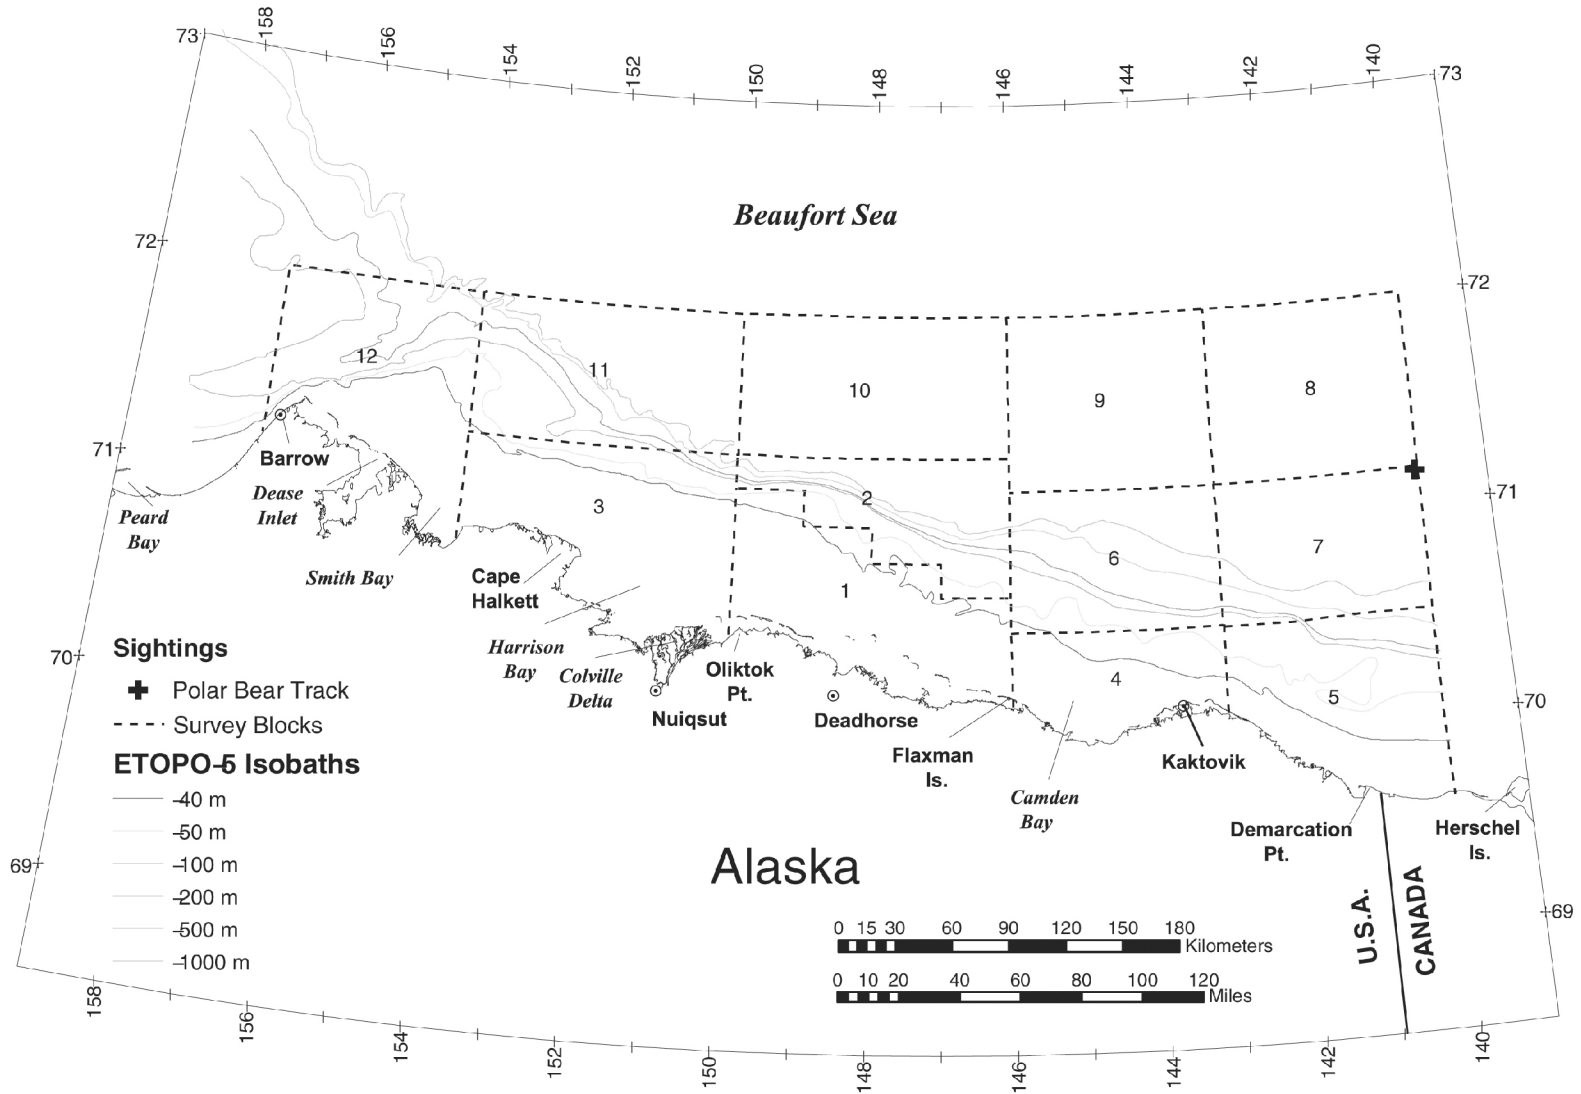 158
156
154
152
150
148
146
144
142
140
73
73
Beaufort Sea
72
72
12
11
10
9
8
71
71
Barrow
Dease
Inlet
Peard
Bay
Smith Bay
3
2
1
6
7
Cape
Halkett
Harrison
Bay
Colville
Delta
Nuiqsut
Oliktok
Pt.
Deadhorse
Flaxman
Is.
4
5
70
70
Kaktovik
Camden
Bay
Demarcation
Pt.
Herschel
Is.
Sightings
Polar Bear Track
Survey Blocks
ETOPO-5 Isobaths
-40 m
-50 m
-100 m
-200 m
-500 m
-1000 m
69
69
Alaska
U.S.A.
CANADA
0 15 30 60 90 120 150 180
Kilometers
0 10 20 40 60 80 100 120
Miles
158
156
154
152
150
148
146
144
142
140